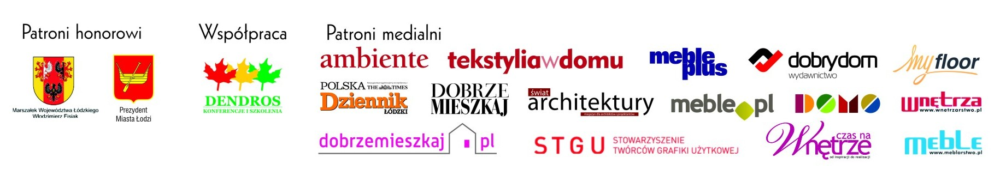 Patroni honorowi
Marszałek Województwa Łódzkiego
Włodzimierz Fisiak
Prezydent
Miasta Łodzi
Współpraca
DENDROS
KONFERENCJE I SZKOLENIA
Patroni medialni
ambiente
tekstyliawdomu
meble
plus
dobrydom
wydawnictwo
my floor
POLSKA THE TIMES
Dziennik
ŁÓDZKI
DOBRZE
MIESZKAJ
świat
architektury
magazyn dla architektów i projektantów
meble.pl
DOMO
wnętrza
www.wnetrzarstwo.pl
dobrzemieszkaj pl
STGU
STOWARZYSZENIE
TWÓRCÓW GRAFIKI UŻYTKOWEJ
czas na
Wnętrze
od inspiracji do realizacji
meble
www.meblarstwo.pl